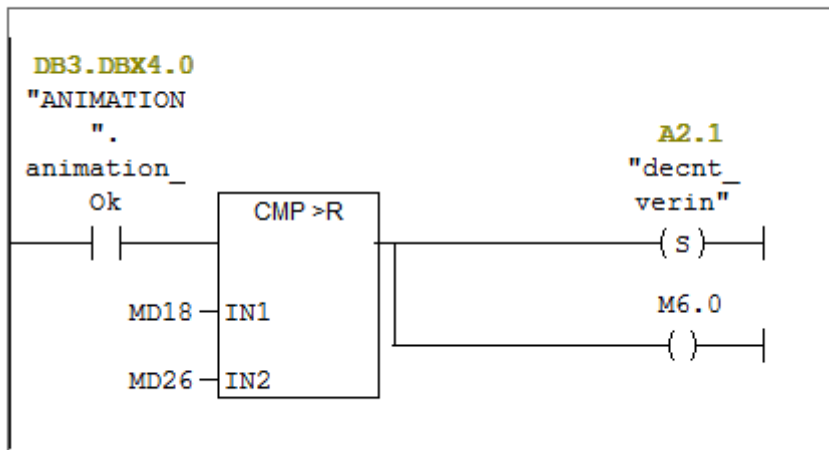 DB3.DBX4.0
"ANIMATION
".
animation_
Ok
A2.1
"decnt_
verin"
CMP >R
( S )
MD18
IN1
M6.0
( )
MD26
IN2